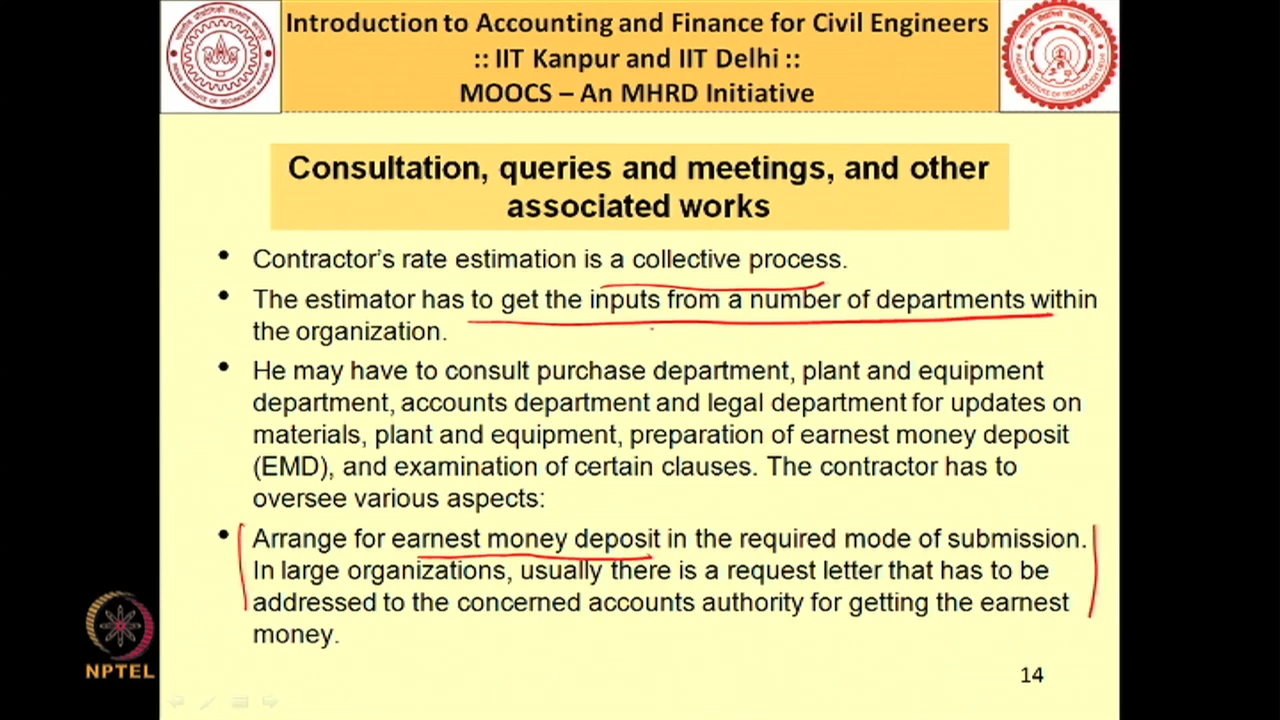 Introduction to Accounting and Finance for Civil Engineers
:: IIT Kanpur and IIT Delhi ::
MOOCS – An MHRD Initiative
Consultation, queries and meetings, and other
associated works
• Contractor's rate estimation is a collective process.
• The estimator has to get the inputs from a number of departments within
the organization.
• He may have to consult purchase department, plant and equipment
department, accounts department and legal department for updates on
materials, plant and equipment, preparation of earnest money deposit
(EMD), and examination of certain clauses. The contractor has to
oversee various aspects:
• Arrange for earnest money deposit in the required mode of submission.
In large organizations, usually there is a request letter that has to be
addressed to the concerned accounts authority for getting the earnest
money.
NPTEL
14